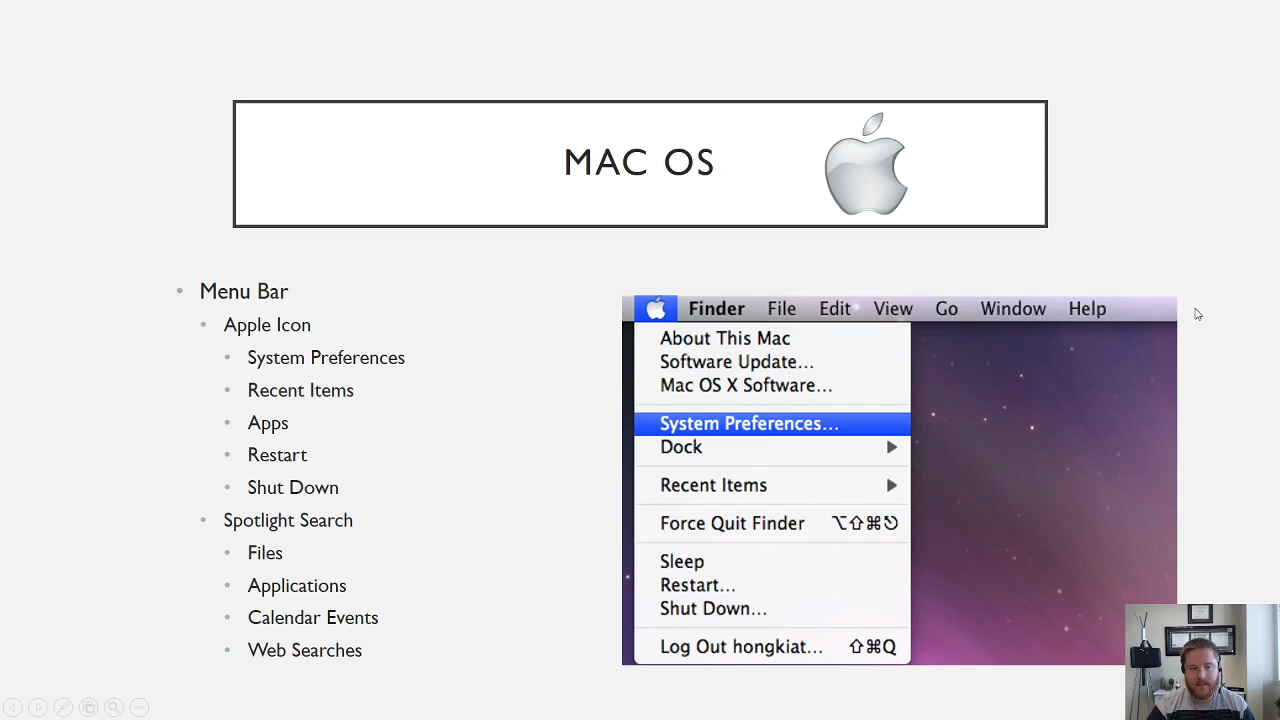 MAC OS
Menu Bar
Apple Icon
System Preferences
Recent Items
Apps
Restart
Shut Down
Spotlight Search
Files
Applications
Calendar Events
Web Searches
Finder File Edit View Go Window Help
About This Mac
Software Update...
Mac OS X Software...
System Preferences...
Dock
Recent Items
Force Quit Finder ⌥⇧⌘⎋
Sleep
Restart...
Shut Down...
Log Out hongkiat... ⇧⌘Q